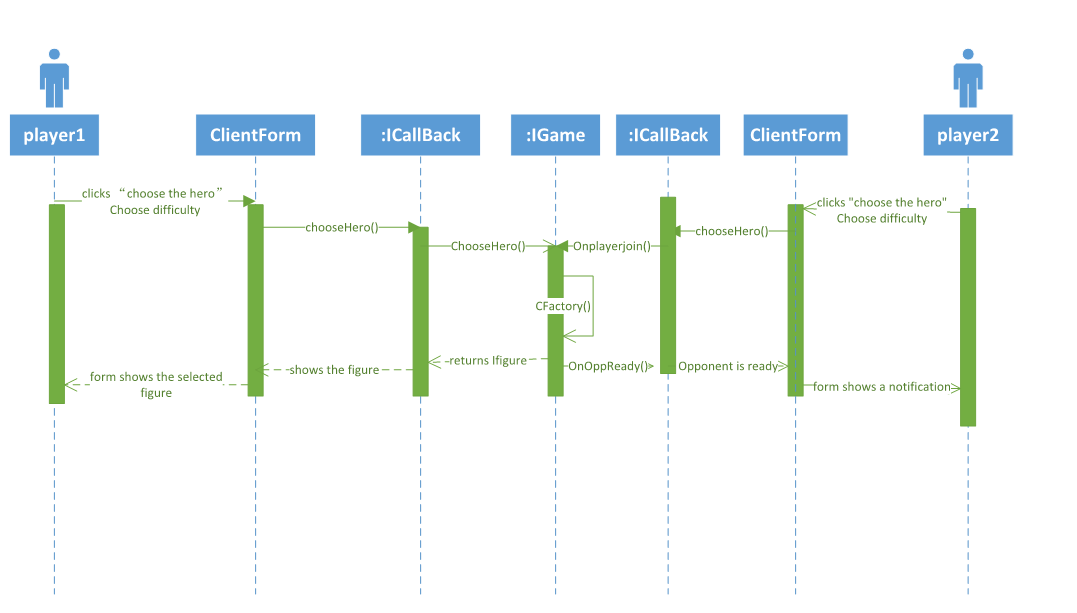 player1
ClientForm
:ICallBack
:IGame
:ICallBack
ClientForm
player2
clicks “choose the hero”
Choose difficulty
clicks "choose the hero"
Choose difficulty
chooseHero()
chooseHero()
ChooseHero()
Onplayerjoin()
CFactory()
returns Ifigure
OnOppReady()
Opponent is ready
shows the figure
form shows the selected
figure
form shows a notification